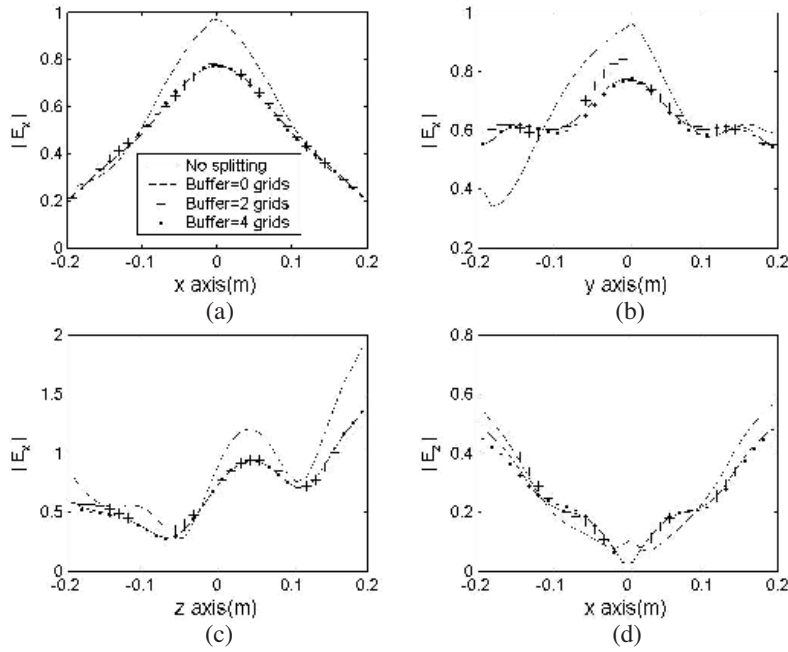 1
0.8
0.6
0.4
0.2
0
| E_x |
No splitting
Buffer=0 grids
Buffer=2 grids
Buffer=4 grids
-0.2 -0.1 0 0.1 0.2
x axis(m)
(a)
1
0.8
0.6
0.4
0.2
| E_x |
-0.2 -0.1 0 0.1 0.2
y axis(m)
(b)
2
1.5
1
0.5
0
| E_x |
-0.2 -0.1 0 0.1 0.2
z axis(m)
(c)
0.8
0.6
0.4
0.2
0
| E_z |
-0.2 -0.1 0 0.1 0.2
x axis(m)
(d)